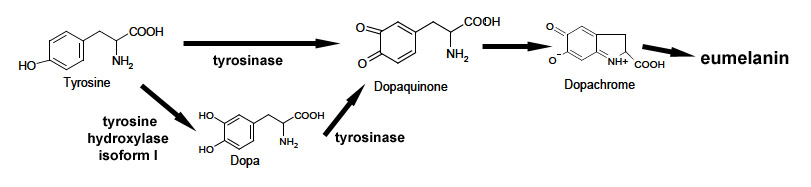 HO
COOH
NH2
Tyrosine
tyrosinase
O
O
COOH
NH2
Dopaquinone
O
O-
NH+
COOH
Dopachrome
eumelanin
tyrosine
hydroxylase
isoform I
HO
HO
COOH
NH2
Dopa
tyrosinase